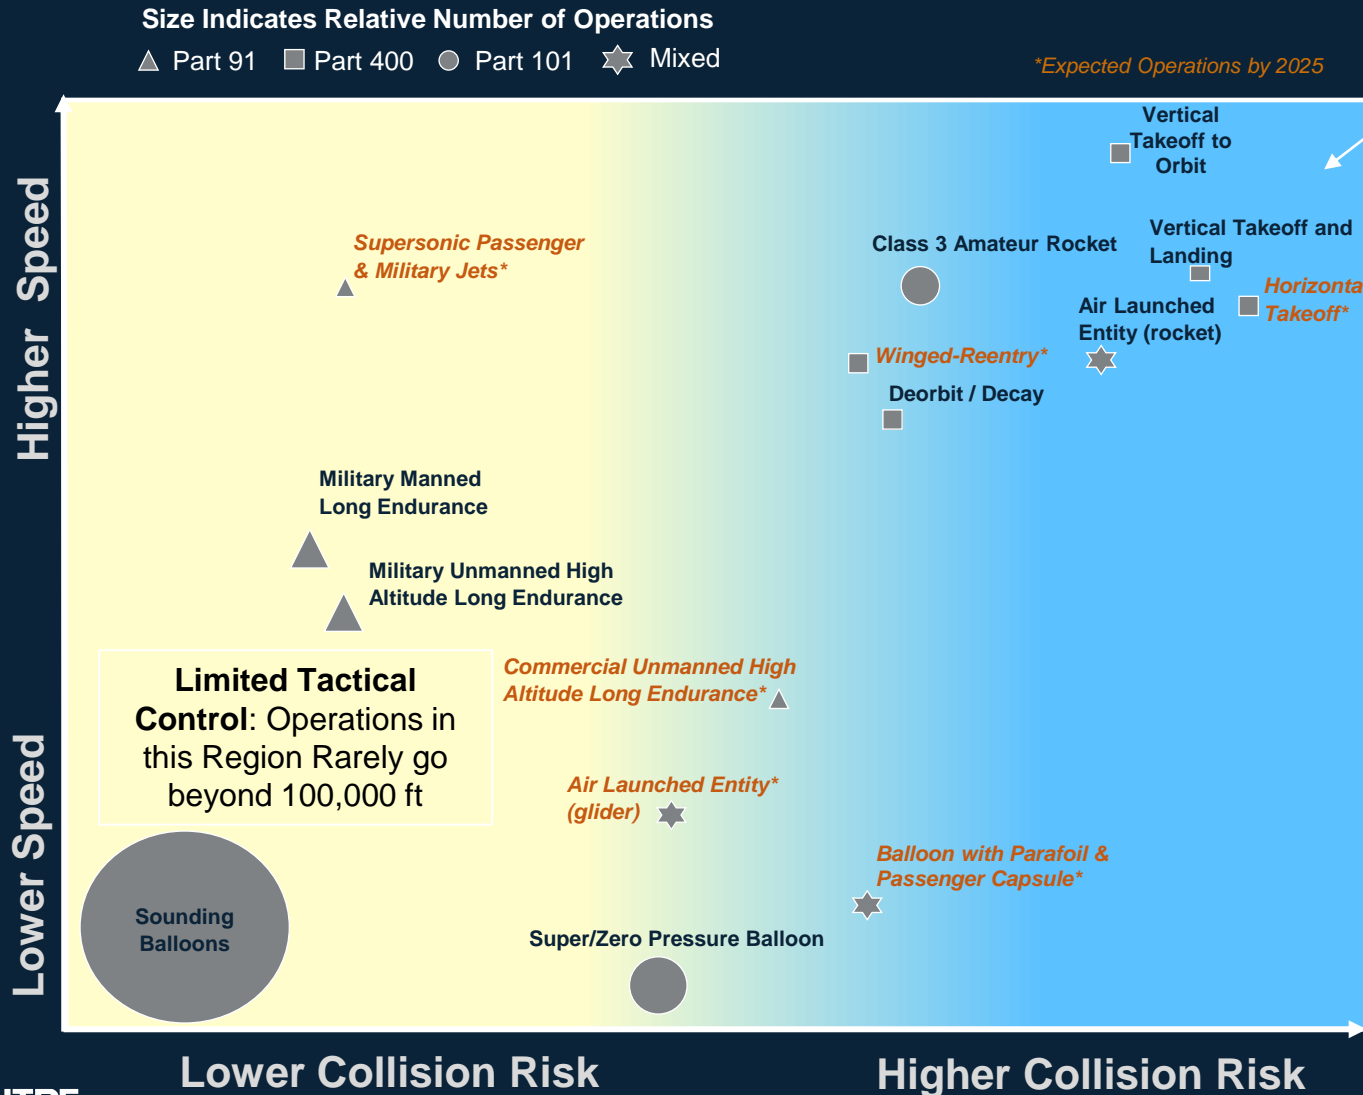 Size Indicates Relative Number of Operations
Part 91
Part 400
Part 101
Mixed
*Expected Operations by 2025
Higher Speed
Lower Speed
Vertical
Takeoff to
Orbit
Vertical Takeoff and
Landing
Class 3 Amateur Rocket
Supersonic Passenger
& Military Jets*
Horizonta
Takeoff*
Air Launched
Entity (rocket)
Winged-Reentry*
Deorbit / Decay
Military Manned
Long Endurance
Military Unmanned High
Altitude Long Endurance
Limited Tactical
Control: Operations in
this Region Rarely go
beyond 100,000 ft
Commercial Unmanned High
Altitude Long Endurance*
Air Launched Entity*
(glider)
Balloon with Parafoil &
Passenger Capsule*
Sounding
Balloons
Super/Zero Pressure Balloon
Lower Collision Risk
Higher Collision Risk